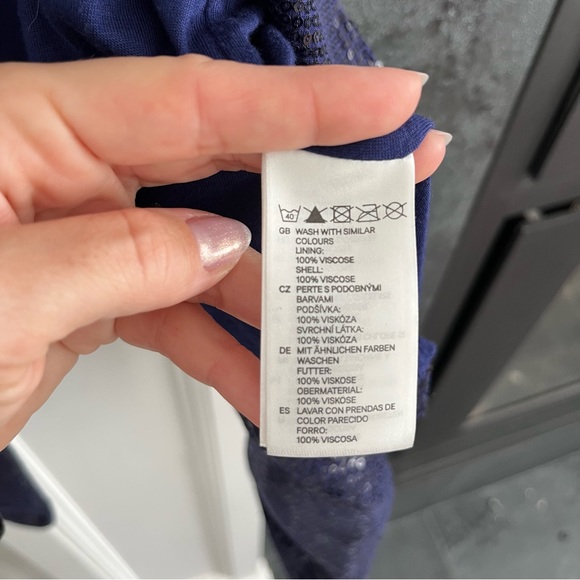 40
GB WASH WITH SIMILAR
COLOURS
LINING:
100% VISCOSE
SHELL:
100% VISCOSE
CZ PERTE S PODOBNÝMI
BARVAMI
PODŠÍVKA:
100% VISKÓZA
SVRCHNÍ LÁTKA:
100% VISKÓZA
DE MIT ÄHNLICHEN FARBEN
WASCHEN
FUTTER:
100% VISKOSE
OBERMATERIAL:
100% VISKOSE
ES LAVAR CON PRENDAS DE
COLOR PARECIDO
FORRO:
100% VISCOSA